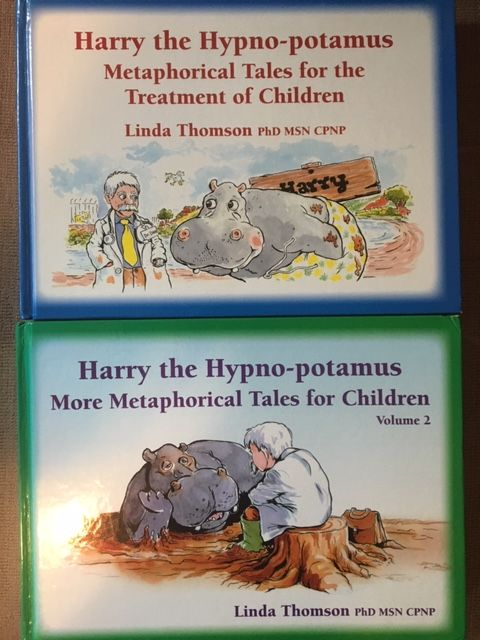 Harry the Hypno-potamus
Metaphorical Tales for the
Treatment of Children
Linda Thomson PhD MSN CPNP
Harry
Harry the Hypno-potamus
More Metaphorical Tales for Children
Volume 2
Linda Thomson PhD MSN CPNP